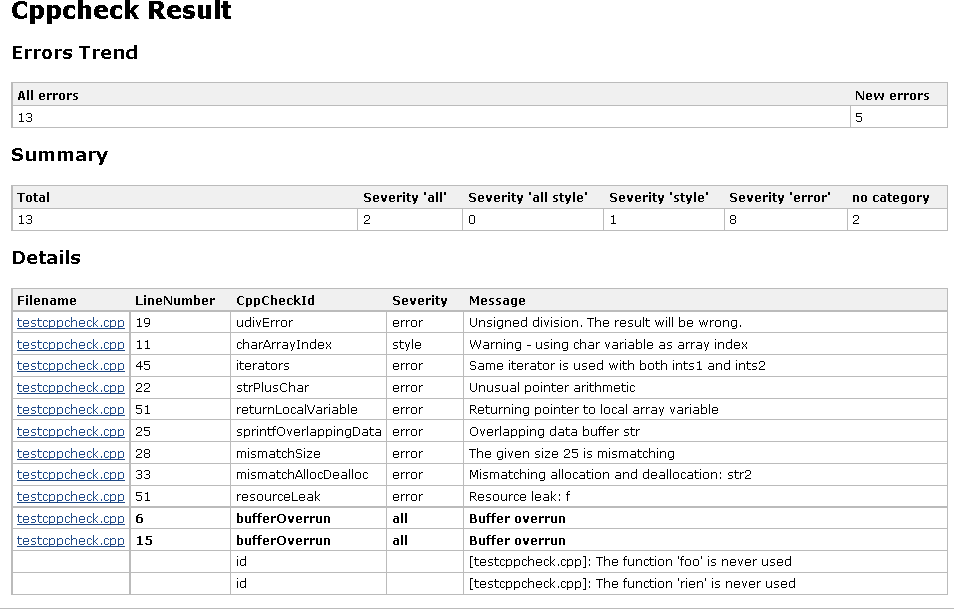 Cppcheck Result
Errors Trend
All errors New errors
13 5
Summary
Total Severity 'all' Severity 'all style' Severity 'style' Severity 'error' no category
13 2 0 1 8 2
Details
Filename LineNumber CppCheckId Severity Message
testcppcheck.cpp 19 udivError error Unsigned division. The result will be wrong.
testcppcheck.cpp 11 charArrayIndex style Warning - using char variable as array index
testcppcheck.cpp 45 iterators error Same iterator is used with both ints1 and ints2
testcppcheck.cpp 22 strPlusChar error Unusual pointer arithmetic
testcppcheck.cpp 51 returnLocalVariable error Returning pointer to local array variable
testcppcheck.cpp 25 sprintfOverlappingData error Overlapping data buffer str
testcppcheck.cpp 28 mismatchSize error The given size 25 is mismatching
testcppcheck.cpp 33 mismatchAllocDealloc error Mismatching allocation and deallocation: str2
testcppcheck.cpp 51 resourceLeak error Resource leak: f
testcppcheck.cpp 6 bufferOverrun all Buffer overrun
testcppcheck.cpp 15 bufferOverrun all Buffer overrun
id [testcppcheck.cpp]: The function 'foo' is never used
id [testcppcheck.cpp]: The function 'rien' is never used